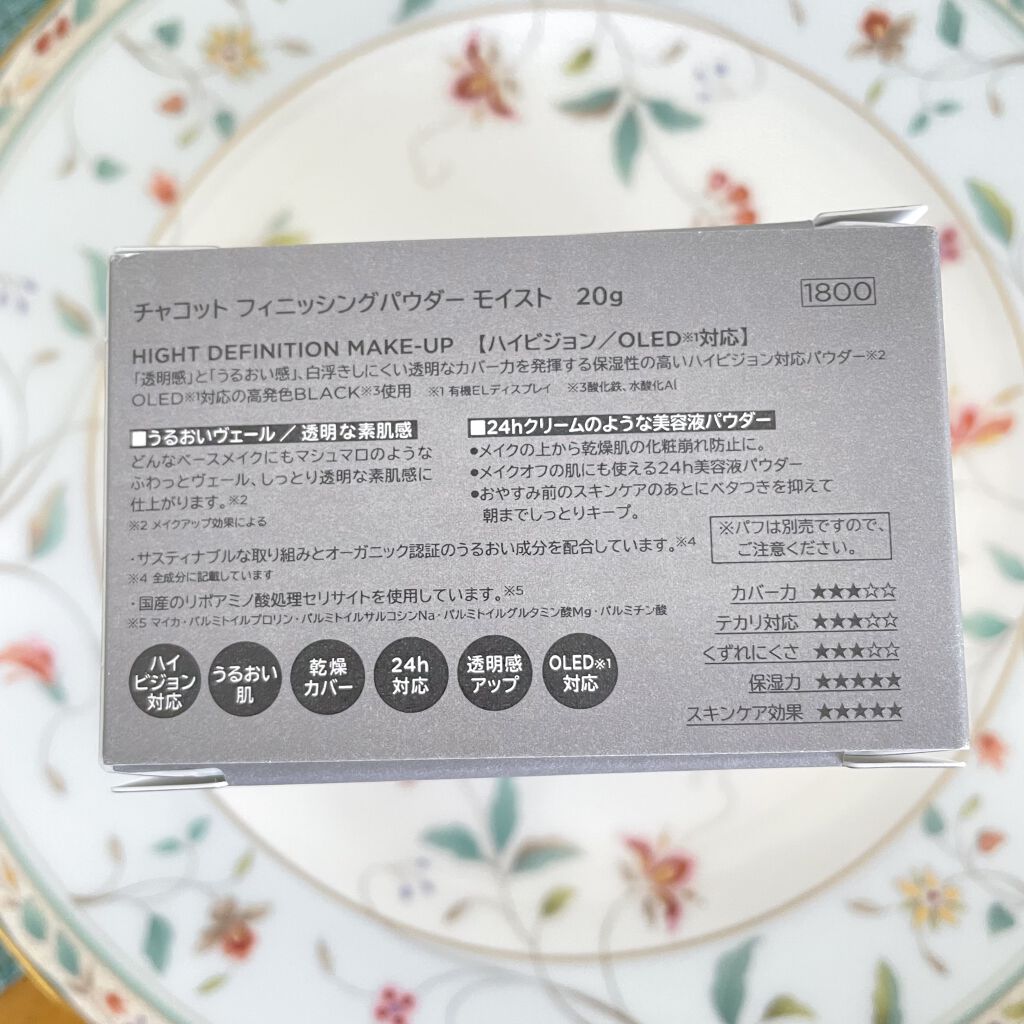 チャコット フィニッシングパウダー モイスト 20g
1800
HIGHT DEFINITION MAKE-UP 【ハイビジョン／OLED※1対応】
「透明感」と「うるおい感」、白浮きしにくい透明なカバー力を発揮する保湿性の高いハイビジョン対応パウダー※2
OLED※1対応の高発色BLACK※3使用 ※1 有機ELディスプレイ ※3酸化鉄、水酸化Al
■うるおいヴェール／透明な素肌感
どんなベースメイクにもマシュマロのような
ふわっとヴェール、しっとり透明な素肌感に
仕上がります。※2
※2 メイクアップ効果による
■24hクリームのような美容液パウダー
●メイクの上から乾燥肌の化粧崩れ防止に。
●メイクオフの肌にも使える24h美容液パウダー
●おやすみ前のスキンケアのあとにベタつきを抑えて
朝までしっとりキープ。
※パフは別売ですので、
ご注意ください。
・サスティナブルな取り組みとオーガニック認証のうるおい成分を配合しています。※4
※4 全成分に記載しています
・国産のリポアミノ酸処理セリサイトを使用しています。※5
※5 マイカ・パルミトイルプロリン・パルミトイルサルコシンNa・パルミトイルグルタミン酸Mg・パルミチン酸
ハイ
ビジョン
対応
うるおい
肌
乾燥
カバー
24h
対応
透明感
アップ
OLED※1
対応
カバー力 ★★★☆☆
テカリ対応 ★★★☆☆
くずれにくさ ★★★☆☆
保湿力 ★★★★★
スキンケア効果 ★★★★★